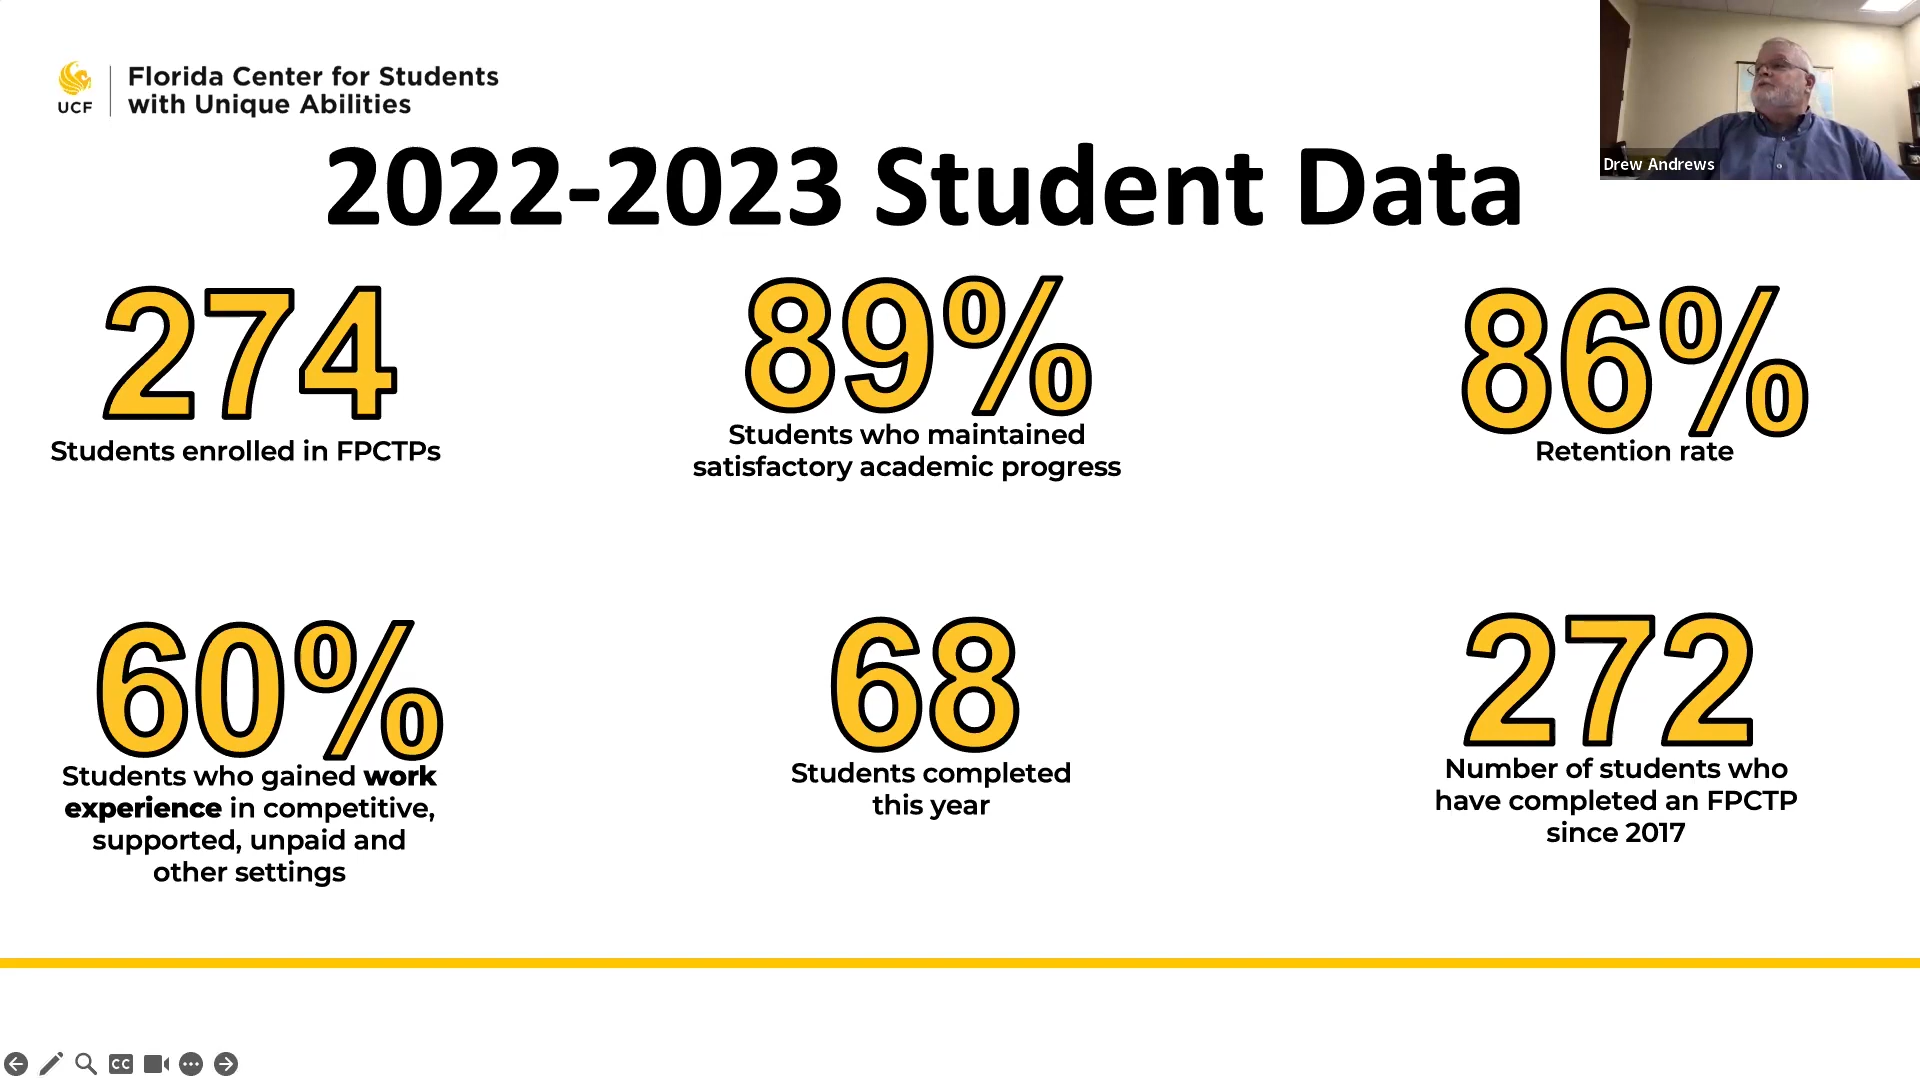 UCF
Florida Center for Students
with Unique Abilities
Drew Andrews
2022-2023 Student Data
274
Students enrolled in FPCTPs
89%
Students who maintained
satisfactory academic progress
86%
Retention rate
60%
Students who gained work
experience in competitive,
supported, unpaid and
other settings
68
Students completed
this year
272
Number of students who
have completed an FPCTP
since 2017
CC